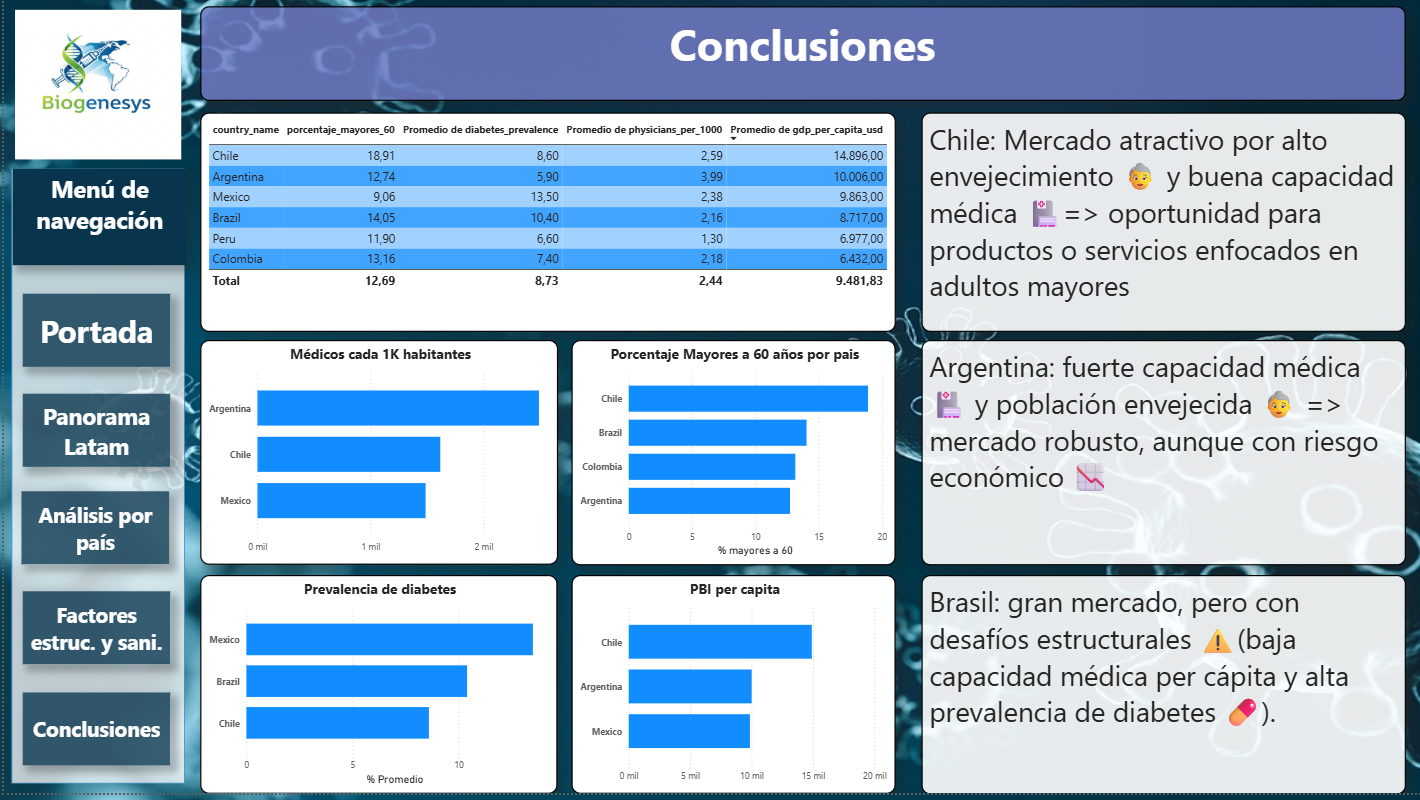 Biogenesys
Menú de
navegación
Portada
Panorama
Latam
Análisis por
país
Factores
estruc. y sani.
Conclusiones
Conclusiones
country_name porcentaje_mayores_60 Promedio de diabetes_prevalence Promedio de physicians_per_1000 Promedio de gdp_per_capita_usd
Chile 18,91 8,60 2,59 14.896,00
Argentina 12,74 5,90 3,99 10.006,00
Mexico 9,06 13,50 2,38 9.863,00
Brazil 14,05 10,40 2,16 8.717,00
Peru 11,90 6,60 1,30 6.977,00
Colombia 13,16 7,40 2,18 6.432,00
Total 12,69 8,73 2,44 9.481,83
Chile: Mercado atractivo por alto
envejecimiento 👵 y buena capacidad
médica 🏥 => oportunidad para
productos o servicios enfocados en
adultos mayores
Médicos cada 1K habitantes
Argentina
Chile
Mexico
0 mil 1 mil 2 mil
Porcentaje Mayores a 60 años por pais
Chile
Brazil
Colombia
Argentina
0 5 10 15 20
% mayores a 60
Argentina: fuerte capacidad médica
🏥 y población envejecida 👵 =>
mercado robusto, aunque con riesgo
económico 📉
Prevalencia de diabetes
Mexico
Brazil
Chile
0 5 10
% Promedio
PBI per capita
Chile
Argentina
Mexico
0 mil 5 mil 10 mil 15 mil 20 mil
Brasil: gran mercado, pero con
desafíos estructurales ⚠️ (baja
capacidad médica per cápita y alta
prevalencia de diabetes 💊).